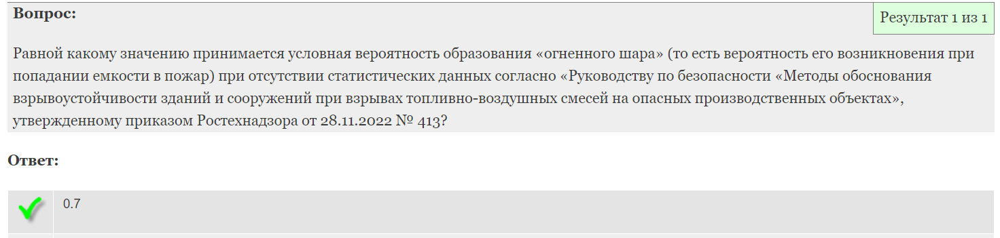 Вопрос:
Результат 1 из 1
Равной какому значению принимается условная вероятность образования «огненного шара» (то есть вероятность его возникновения при
попадании емкости в пожар) при отсутствии статистических данных согласно «Руководству по безопасности «Методы обоснования
взрывоустойчивости зданий и сооружений при взрывах топливно-воздушных смесей на опасных производственных объектах»,
утвержденному приказом Ростехнадзора от 28.11.2022 № 413?
Ответ:
0.7